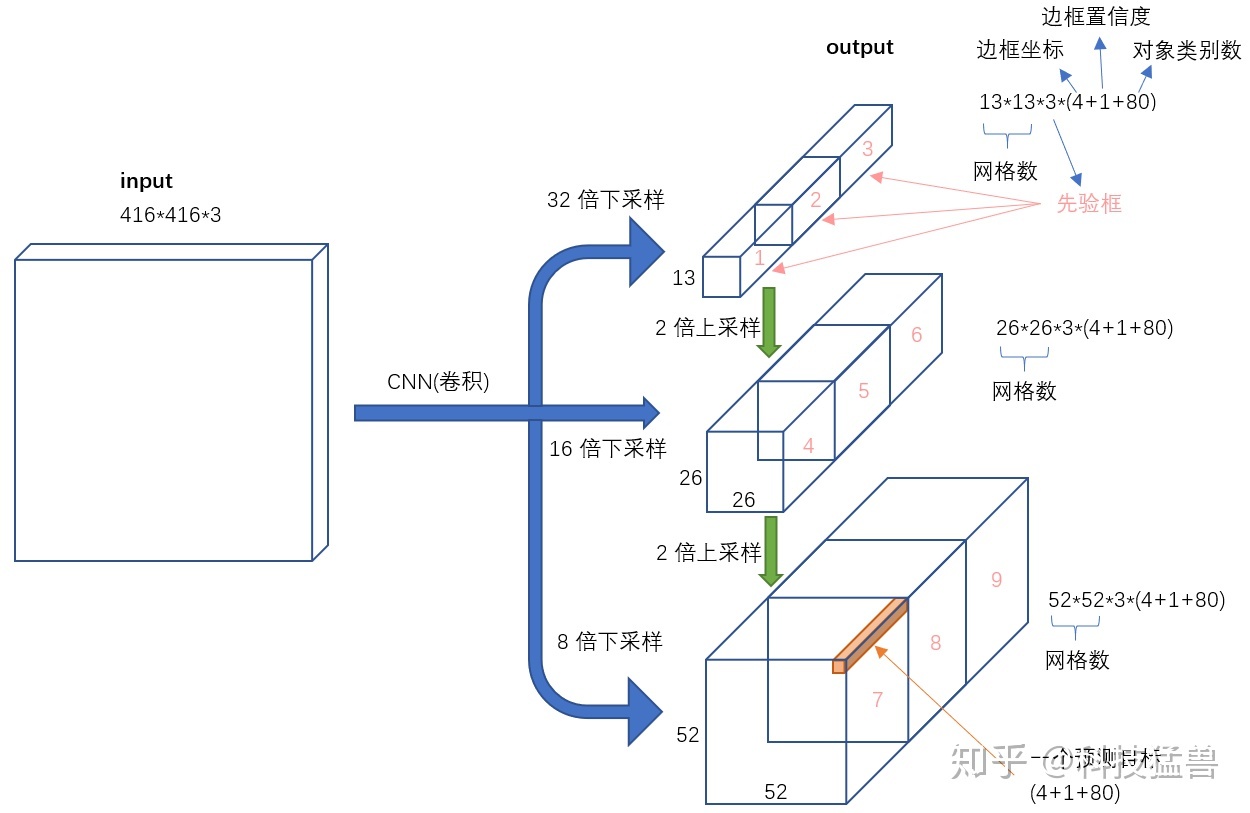 input
416*416*3
CNN(卷积)
32 倍下采样
16 倍下采样
8 倍下采样
output
边框置信度
边框坐标
对象类别数
13*13*3*(4+1+80)
网格数
先验框
3
2
1
13
2 倍上采样
26*26*3*(4+1+80)
网格数
6
5
4
26
26
2 倍上采样
52*52*3*(4+1+80)
网格数
9
8
7
52
52
一个预测目标
(4+1+80)
知乎 @科技猛兽